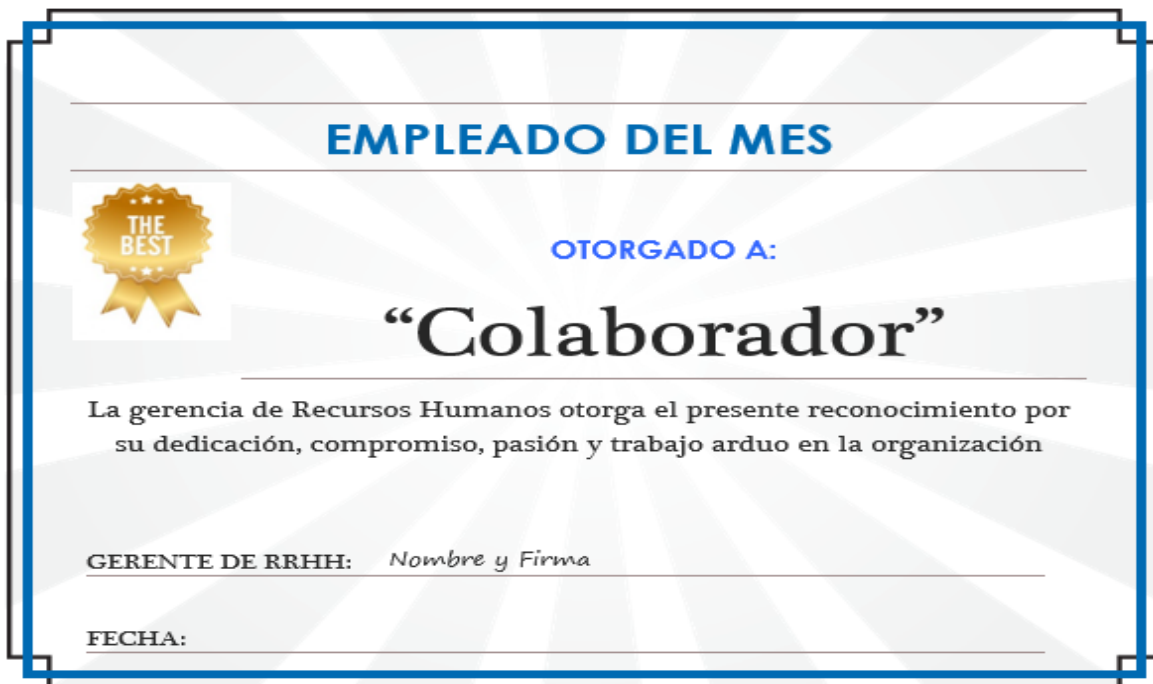 EMPLEADO DEL MES
THE
BEST
OTORGADO A:
“Colaborador”
La gerencia de Recursos Humanos otorga el presente reconocimiento por
su dedicación, compromiso, pasión y trabajo arduo en la organización
GERENTE DE RRHH: Nombre y Firma
FECHA: